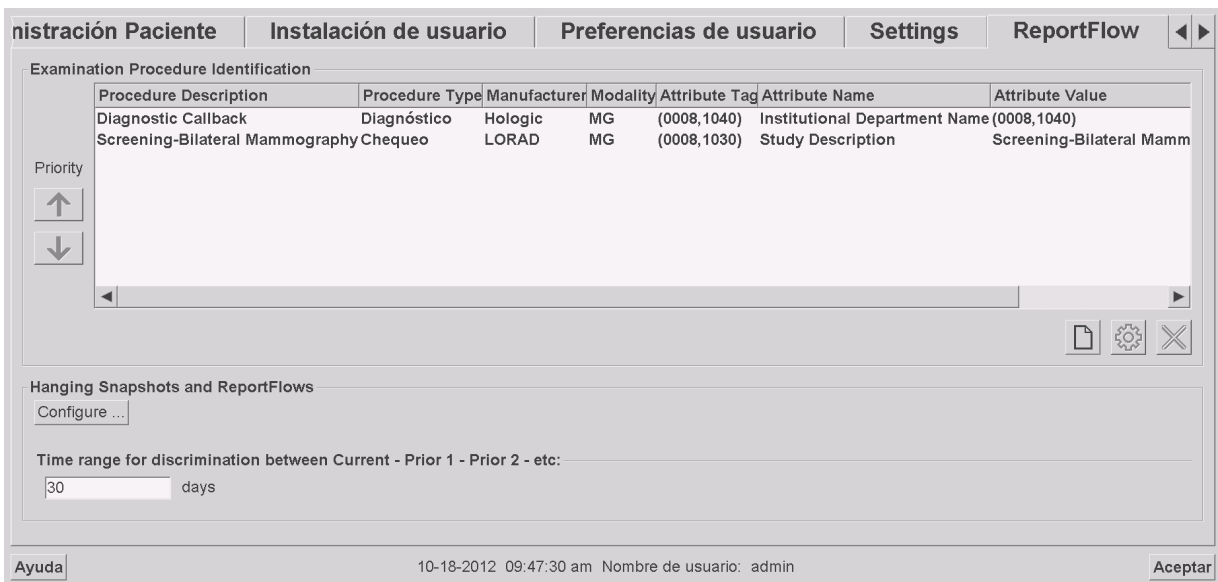 nistración Paciente Instalación de usuario Preferencias de usuario Settings ReportFlow
Examination Procedure Identification
Procedure Description Procedure Type Manufacturer Modality Attribute Tag Attribute Name Attribute Value
Diagnostic Callback Diagnóstico Hologic MG (0008,1040) Institutional Department Name (0008,1040)
Screening-Bilateral Mammography Chequeo LORAD MG (0008,1030) Study Description Screening-Bilateral Mamm
Priority
Hanging Snapshots and ReportFlows
Configure ...
Time range for discrimination between Current - Prior 1 - Prior 2 - etc:
30 days
Ayuda 10-18-2012 09:47:30 am Nombre de usuario: admin Aceptar